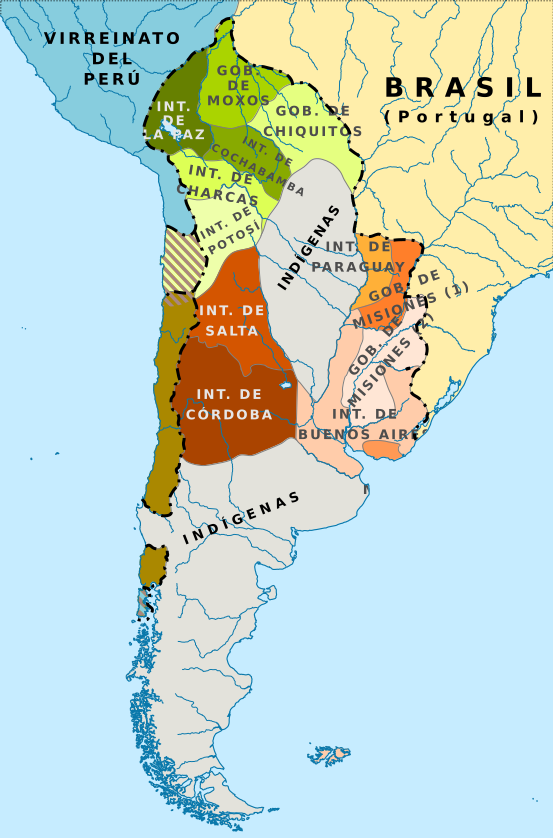 VIRREINATO
DEL
PERÚ
BRASIL
(Portugal)
GOB.
DE
MOXOS
INT.
DE
LA PAZ
GOB. DE
CHIQUITOS
INT. DE
COCHABAMBA
INT. DE
CHARCAS
INT. DE
POTOSÍ
INDÍGENAS
INT. DE
PARAGUAY
GOB. DE
MISIONES (1)
GOB. DE
MISIONES (2)
INT. DE
SALTA
INT. DE
CÓRDOBA
INT. DE
BUENOS AIRES
INDÍGENAS